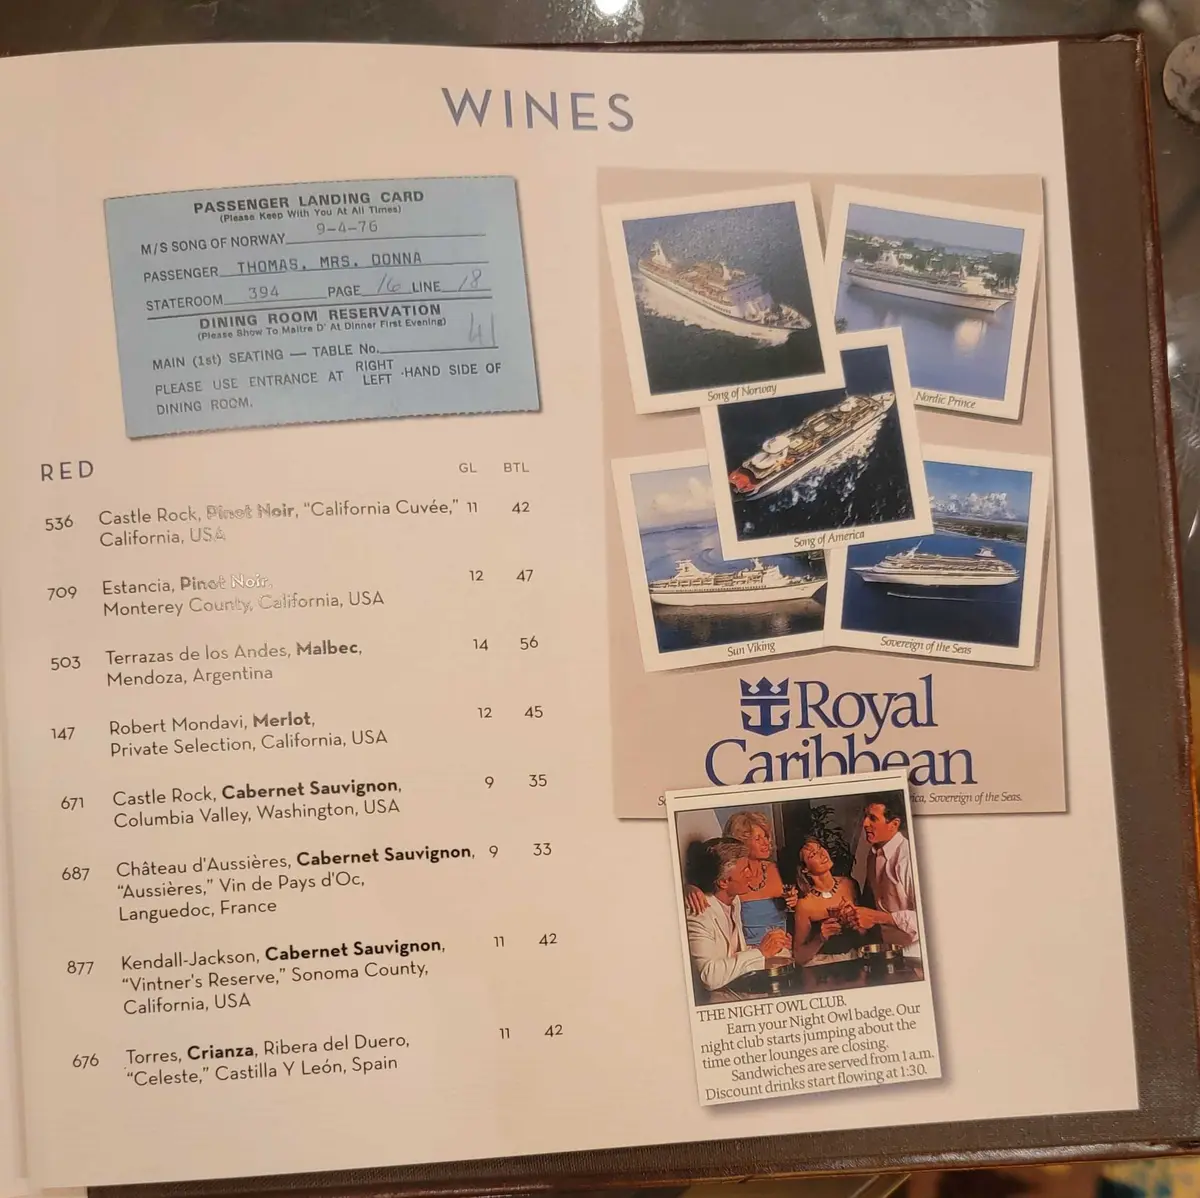 WINES
PASSENGER LANDING CARD
(Please Keep With You At All Times)
M/S SONG OF NORWAY 9-4-76
PASSENGER THOMAS, MRS. DONNA
STATEROOM 394 PAGE 16 LINE 18
DINING ROOM RESERVATION
(Please Show To Maitre D' At Dinner First Evening)
MAIN (1st) SEATING — TABLE No. 41
PLEASE USE ENTRANCE AT RIGHT LEFT -HAND SIDE OF
DINING ROOM.
RED GL BTL
536 Castle Rock, Pinot Noir, “California Cuvée,” 11 42
California, USA
709 Estancia, Pinot Noir, 12 47
Monterey County, California, USA
503 Terrazas de los Andes, Malbec, 14 56
Mendoza, Argentina
147 Robert Mondavi, Merlot, 12 45
Private Selection, California, USA
671 Castle Rock, Cabernet Sauvignon, 9 35
Columbia Valley, Washington, USA
687 Château d'Aussières, Cabernet Sauvignon, 9 33
“Aussières,” Vin de Pays d'Oc,
Languedoc, France
877 Kendall-Jackson, Cabernet Sauvignon, 11 42
“Vintner's Reserve,” Sonoma County,
California, USA
676 Torres, Crianza, Ribera del Duero, 11 42
“Celeste,” Castilla Y León, Spain
Song of Norway
Nordic Prince
Song of America
Sun Viking
Sovereign of the Seas
Royal
Caribbean
Sovereign of the Seas.
THE NIGHT OWL CLUB.
Earn your Night Owl badge. Our
night club starts jumping about the
time other lounges are closing.
Sandwiches are served from 1 a.m.
Discount drinks start flowing at 1:30.